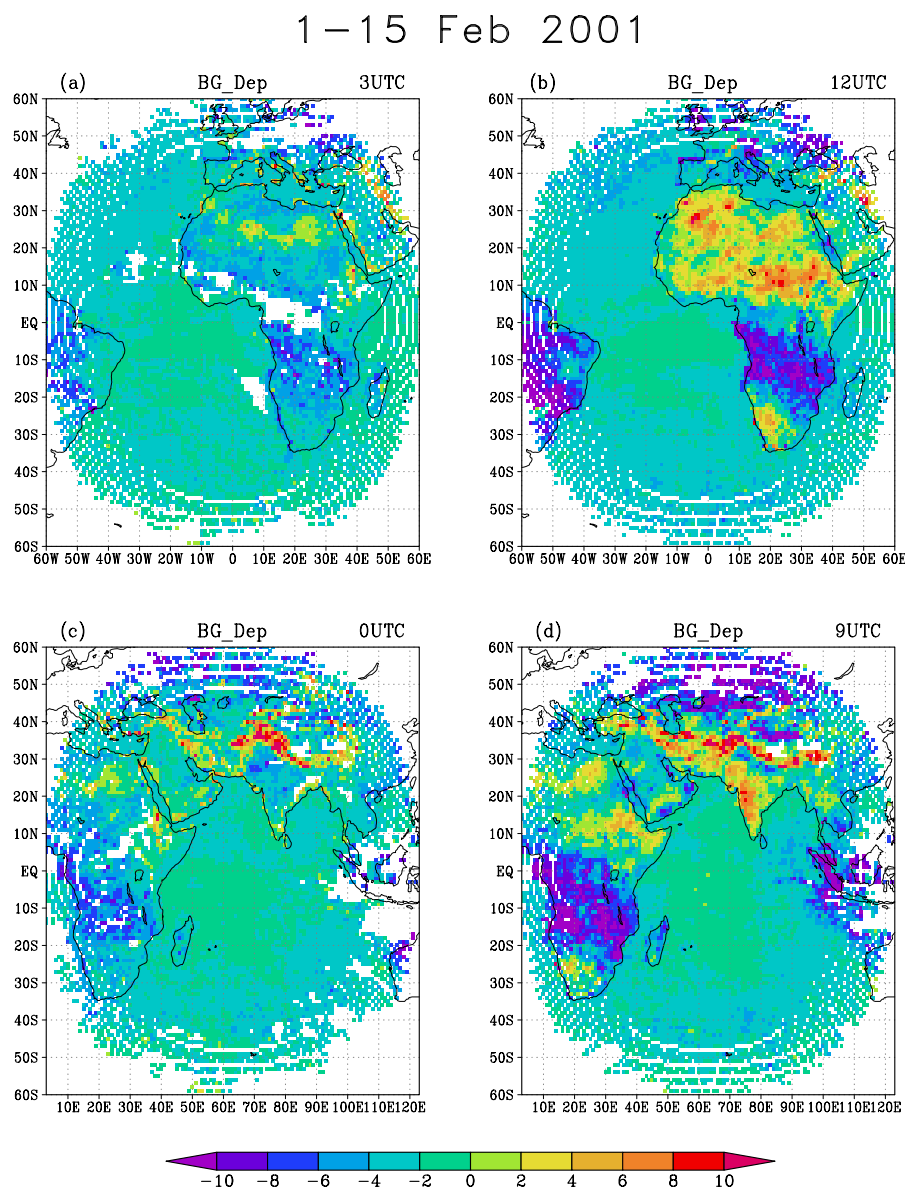 1-15 Feb 2001
(a) BG_Dep 3UTC
(b) BG_Dep 12UTC
60N 60N
50N 50N
40N 40N
30N 30N
20N 20N
10N 10N
EQ EQ
10S 10S
20S 20S
30S 30S
40S 40S
50S 50S
60S 60S
60W 50W 40W 30W 20W 10W 0 10E 20E 30E 40E 50E 60E
60W 50W 40W 30W 20W 10W 0 10E 20E 30E 40E 50E 60E
(c) BG_Dep 0UTC
(d) BG_Dep 9UTC
60N 60N
50N 50N
40N 40N
30N 30N
20N 20N
10N 10N
EQ EQ
10S 10S
20S 20S
30S 30S
40S 40S
50S 50S
60S 60S
10E 20E 30E 40E 50E 60E 70E 80E 90E 100E 110E 120E
10E 20E 30E 40E 50E 60E 70E 80E 90E 100E 110E 120E
-10 -8 -6 -4 -2 0 2 4 6 8 10